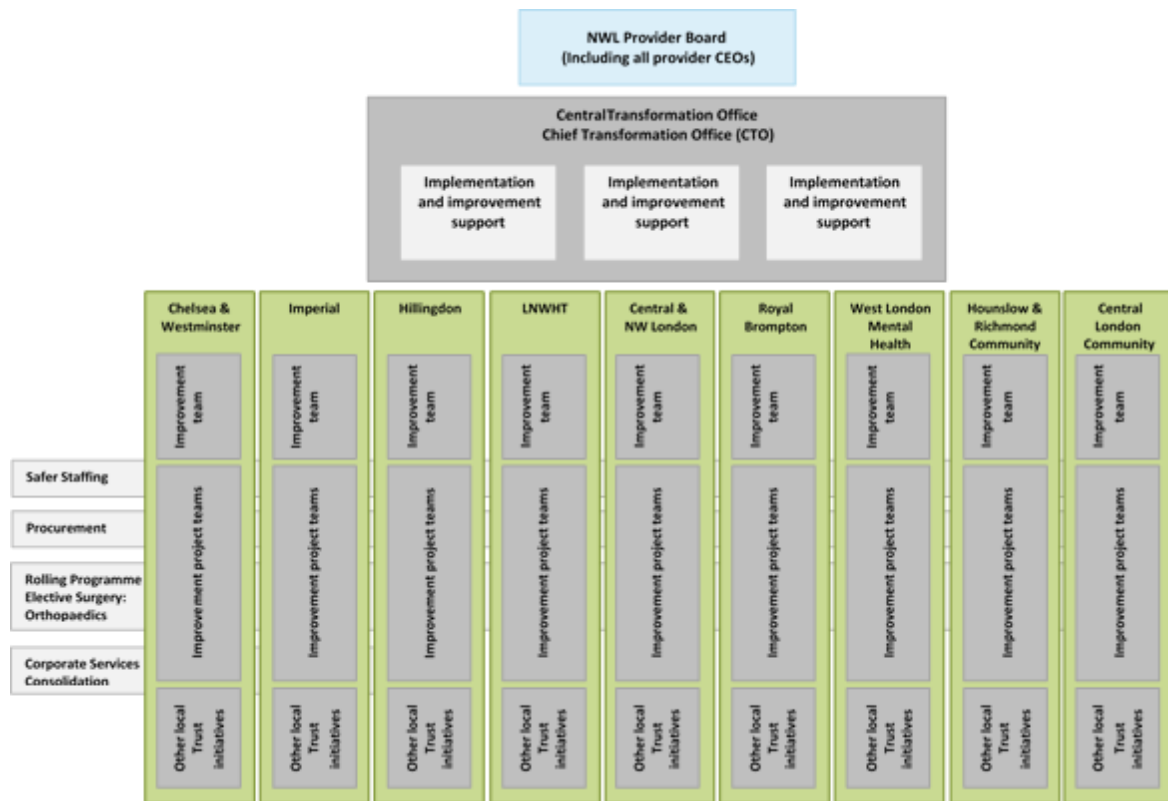 NWL Provider Board
(Including all provider CEOs)
CentralTransformation Office
Chief Transformation Office (CTO)
Implementation
and improvement
support
Implementation
and improvement
support
Implementation
and improvement
support
Chelsea &
Westminster
Imperial
Hillingdon
LNWHT
Central &
NW London
Royal
Brompton
West London
Mental
Health
Hounslow &
Richmond
Community
Central
London
Community
Improvement
team
Improvement
team
Improvement
team
Improvement
team
Improvement
team
Improvement
team
Improvement
team
Improvement
team
Improvement
team
Safer Staffing
Procurement
Rolling Programme
Elective Surgery:
Orthopaedics
Corporate Services
Consolidation
Improvement project teams
Improvement project teams
Improvement project teams
Improvement project teams
Improvement project teams
Improvement project teams
Improvement project teams
Improvement project teams
Improvement project teams
Other local
Trust
initiatives
Other local
Trust
initiatives
Other local
Trust
initiatives
Other local
Trust
initiatives
Other local
Trust
initiatives
Other local
Trust
initiatives
Other local
Trust
initiatives
Other local
Trust
initiatives
Other local
Trust
initiatives